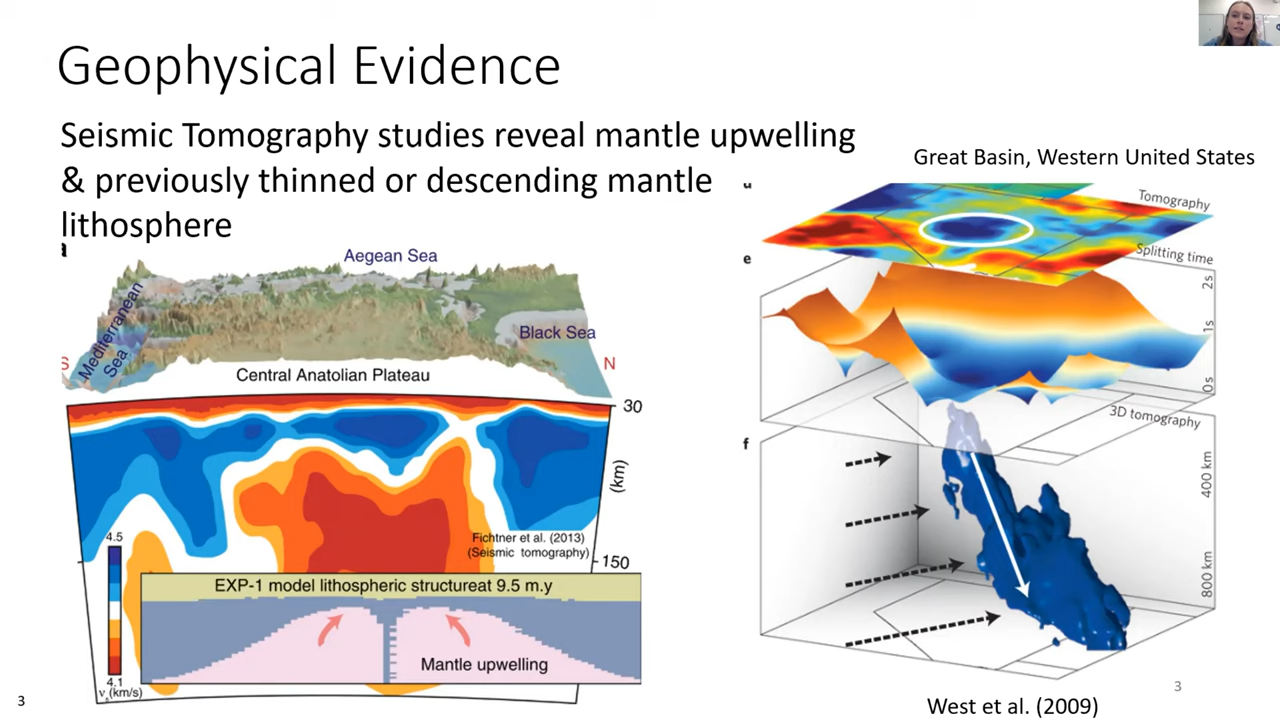 Geophysical Evidence
Seismic Tomography studies reveal mantle upwelling
& previously thinned or descending mantle
lithosphere
a
Aegean Sea
Mediterranean
Sea
Black Sea
S
N
Central Anatolian Plateau
30
(km)
4.5
Fichtner et al. (2013)
(Seismic tomography)
150
EXP-1 model lithospheric structureat 9.5 m.y
Mantle upwelling
4.1
(km/s)
3
Great Basin, Western United States
Tomography
e
Splitting time
2s
1s
0s
3D tomography
f
400 km
800 km
3
West et al. (2009)